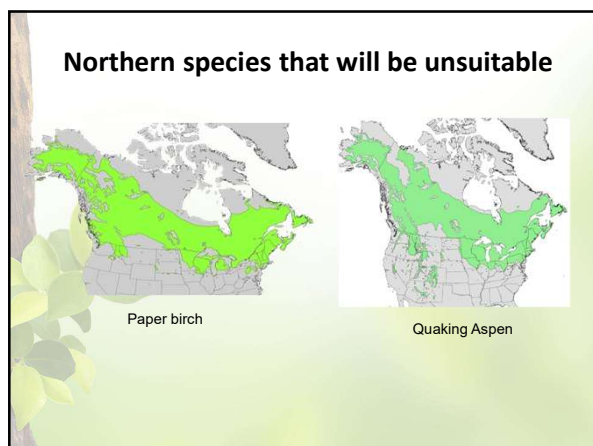 Northern species that will be unsuitable
Paper birch
Quaking Aspen